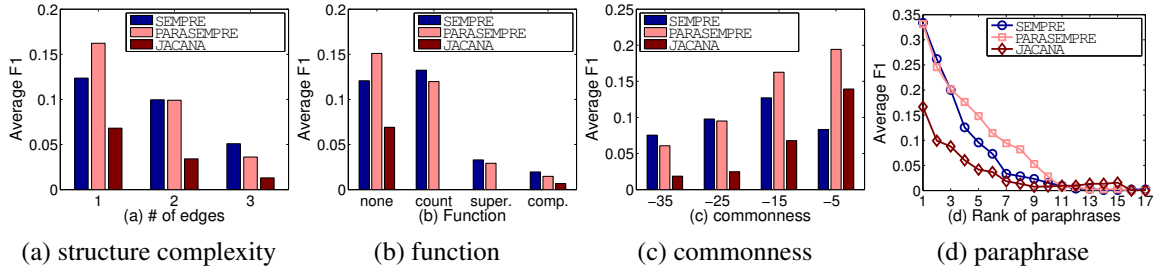 0.2
0.15
0.1
0.05
0
Average F1
SEMPRE
PARASEMPRE
JACANA
1 2 3
(a) # of edges
(a) structure complexity
0.2
0.15
0.1
0.05
0
Average F1
SEMPRE
PARASEMPRE
JACANA
none count super. comp.
(b) Function
(b) function
0.25
0.2
0.15
0.1
0.05
0
Average F1
SEMPRE
PARASEMPRE
JACANA
−35 −25 −15 −5
(c) commonness
(c) commonness
0.35
0.3
0.25
0.2
0.15
0.1
0.05
0
Average F1
SEMPRE
PARASEMPRE
JACANA
1 3 5 7 9 11 13 15 17
(d) Rank of paraphrases
(d) paraphrase